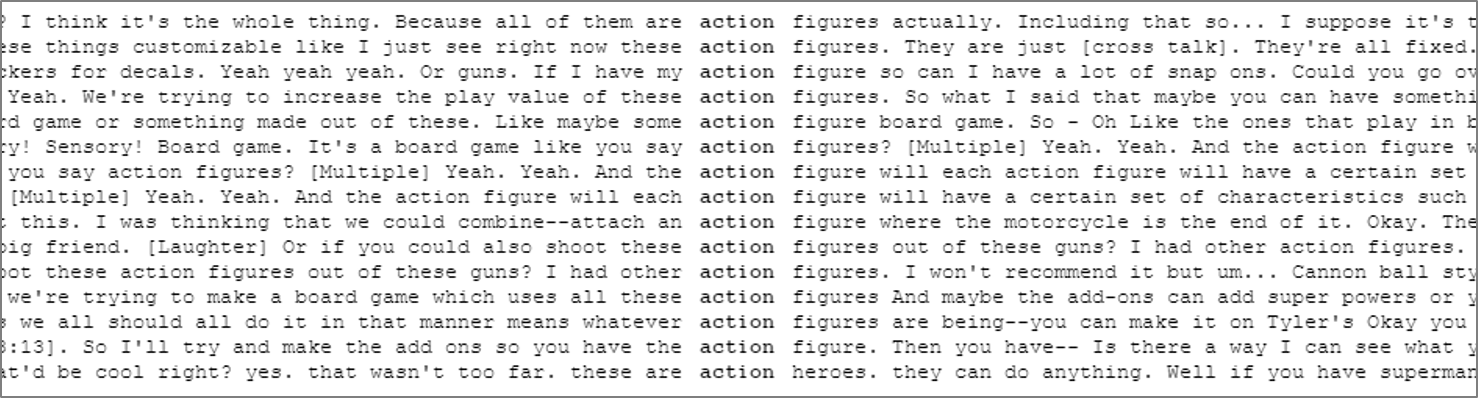 ? I think it's the whole thing. Because all of them are action figures actually. Including that so... I suppose it's t
ese things customizable like I just see right now these action figures. They are just [cross talk]. They're all fixed.
ckers for decals. Yeah yeah yeah. Or guns. If I have my action figure so can I have a lot of snap ons. Could you go ov
Yeah. We're trying to increase the play value of these action figures. So what I said that maybe you can have somethi
rd game or something made out of these. Like maybe some action figure board game. So - Oh Like the ones that play in b
ry! Sensory! Board game. It's a board game like you say action figures? [Multiple] Yeah. Yeah. And the action figure w
you say action figures? [Multiple] Yeah. Yeah. And the action figure will each action figure will have a certain set
[Multiple] Yeah. Yeah. And the action figure will each action figure will have a certain set of characteristics such
t this. I was thinking that we could combine--attach an action figure where the motorcycle is the end of it. Okay. The
big friend. [Laughter] Or if you could also shoot these action figures out of these guns? I had other action figures.
oot these action figures out of these guns? I had other action figures. I won't recommend it but um... Cannon ball sty
we're trying to make a board game which uses all these action figures And maybe the add-ons can add super powers or y
s we all should all do it in that manner means whatever action figures are being--you can make it on Tyler's Okay you
3:13]. So I'll try and make the add ons so you have the action figure. Then you have-- Is there a way I can see what y
at'd be cool right? yes. that wasn't too far. these are action heroes. they can do anything. Well if you have superman